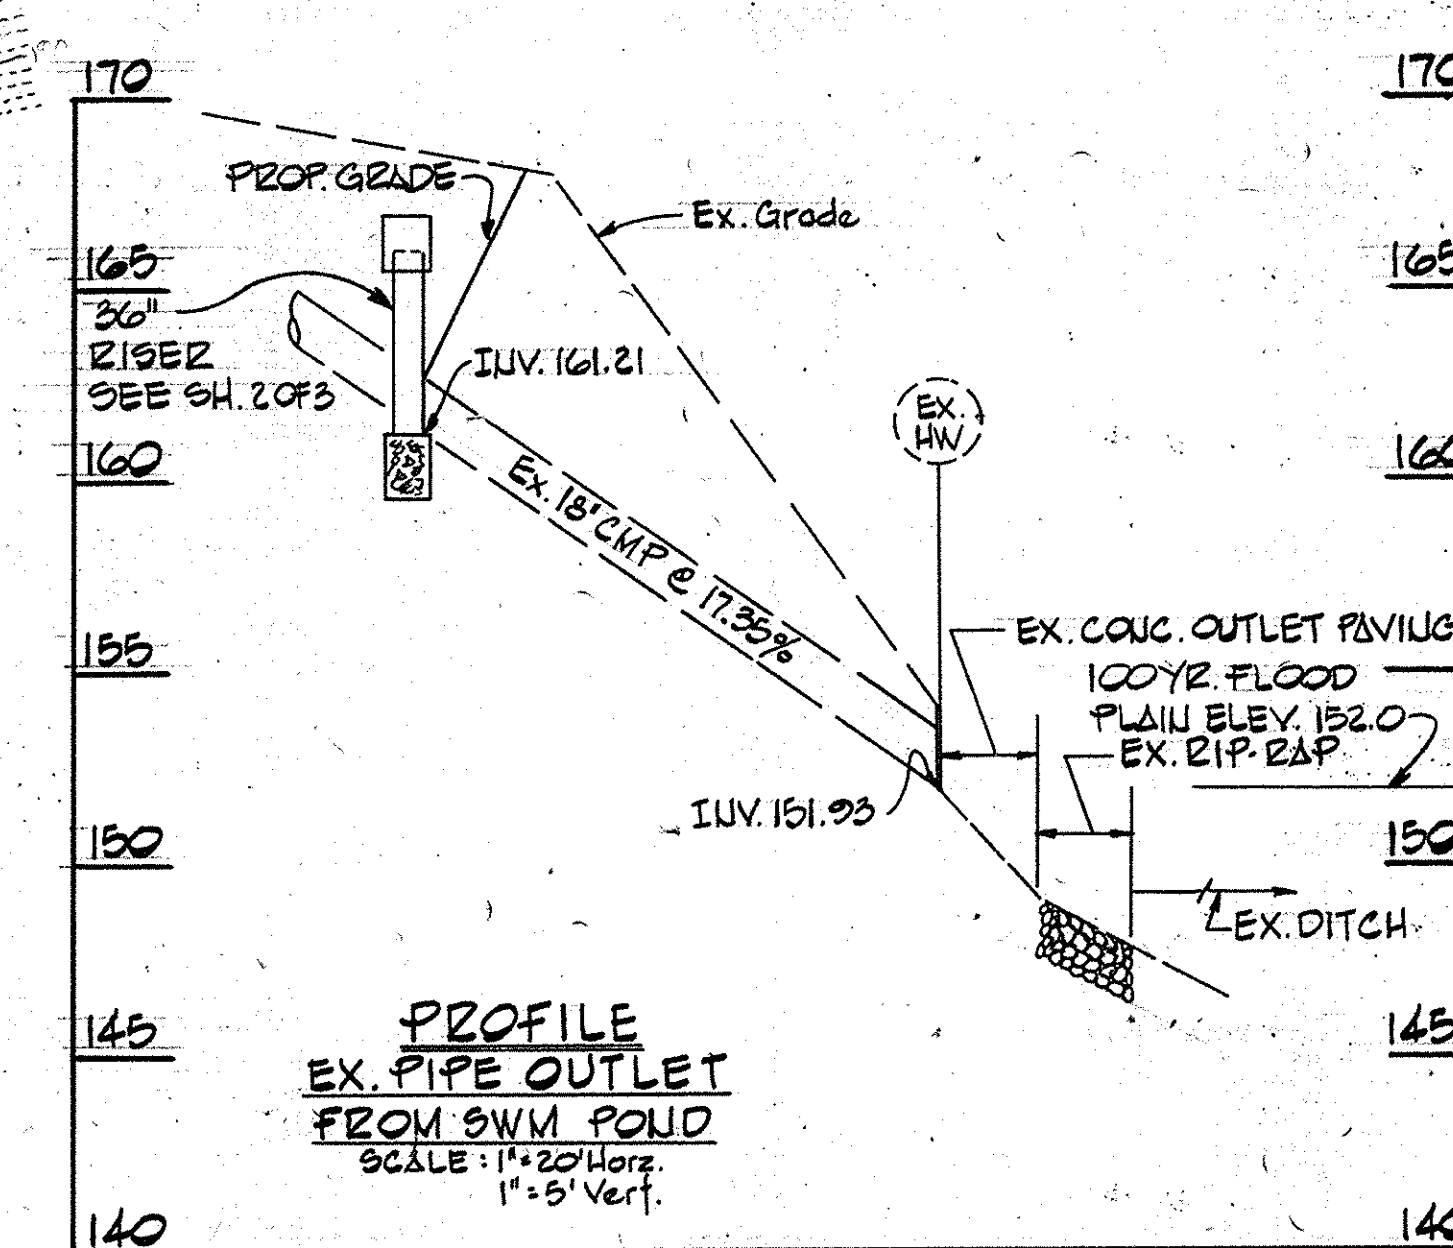 170
170
PROP. GRADE
Ex. Grade
165
165
36"
RISER
SEE SH. 2 OF 3
INV. 161.21
EX.
HW
160
160
Ex. 18" CMP @ 17.35%
EX. CONC. OUTLET PAVING
155
100 YR. FLOOD
PLAIN ELEV. 152.0
EX. RIP-RAP
INV. 151.93
150
150
EX. DITCH
145
145
PROFILE
EX. PIPE OUTLET
FROM SWM POND
SCALE : 1"=20' Horz.
1"=5' Vert.
140
140